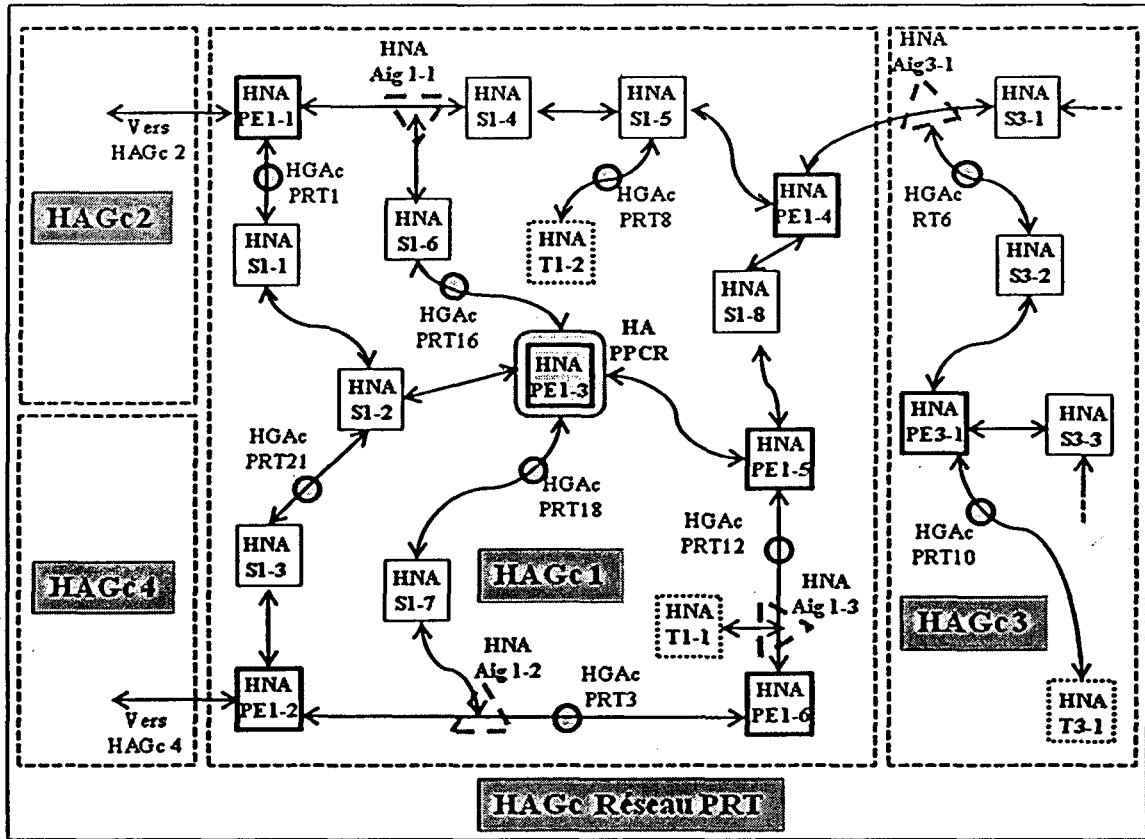 HNA
Aig 1-1
HNA
PE1-1
HNA
S1-4
HNA
S1-5
HNA
Aig3-1
HNA
S3-1
Vers
HAGc 2
HGAc
PRT1
HAGc2
HNA
S1-1
HNA
S1-6
HNA
T1-2
HGAc
PRT8
HNA
PE1-4
HGAc
RT6
HNA
S3-2
HNA
S1-8
HGAc
PRT16
HA
PPCR
HNA
PE1-3
HNA
S1-2
HNA
PE1-5
HNA
PE3-1
HNA
S3-3
HGAc
PRT21
HGAc
PRT18
HGAc
PRT12
HGAc
PRT10
HNA
S1-3
HNA
S1-7
HAGc1
HAGc4
HNA
T1-1
HNA
Aig 1-3
HAGc3
HNA
Aig 1-2
HNA
PE1-2
HGAc
PRT3
HNA
PE1-6
HNA
T3-1
Vers
HAGc 4
HAGc Réseau PRT